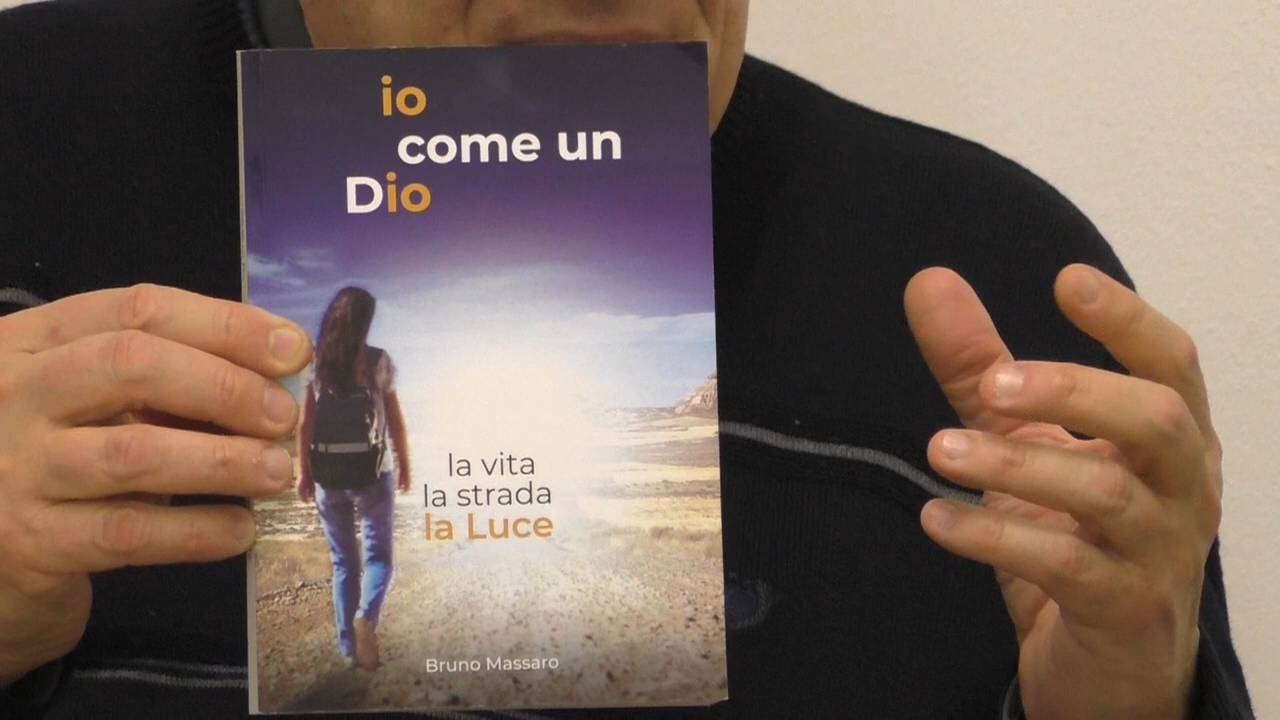 io
come un
Dio
la vita
la strada
la Luce
Bruno Massaro